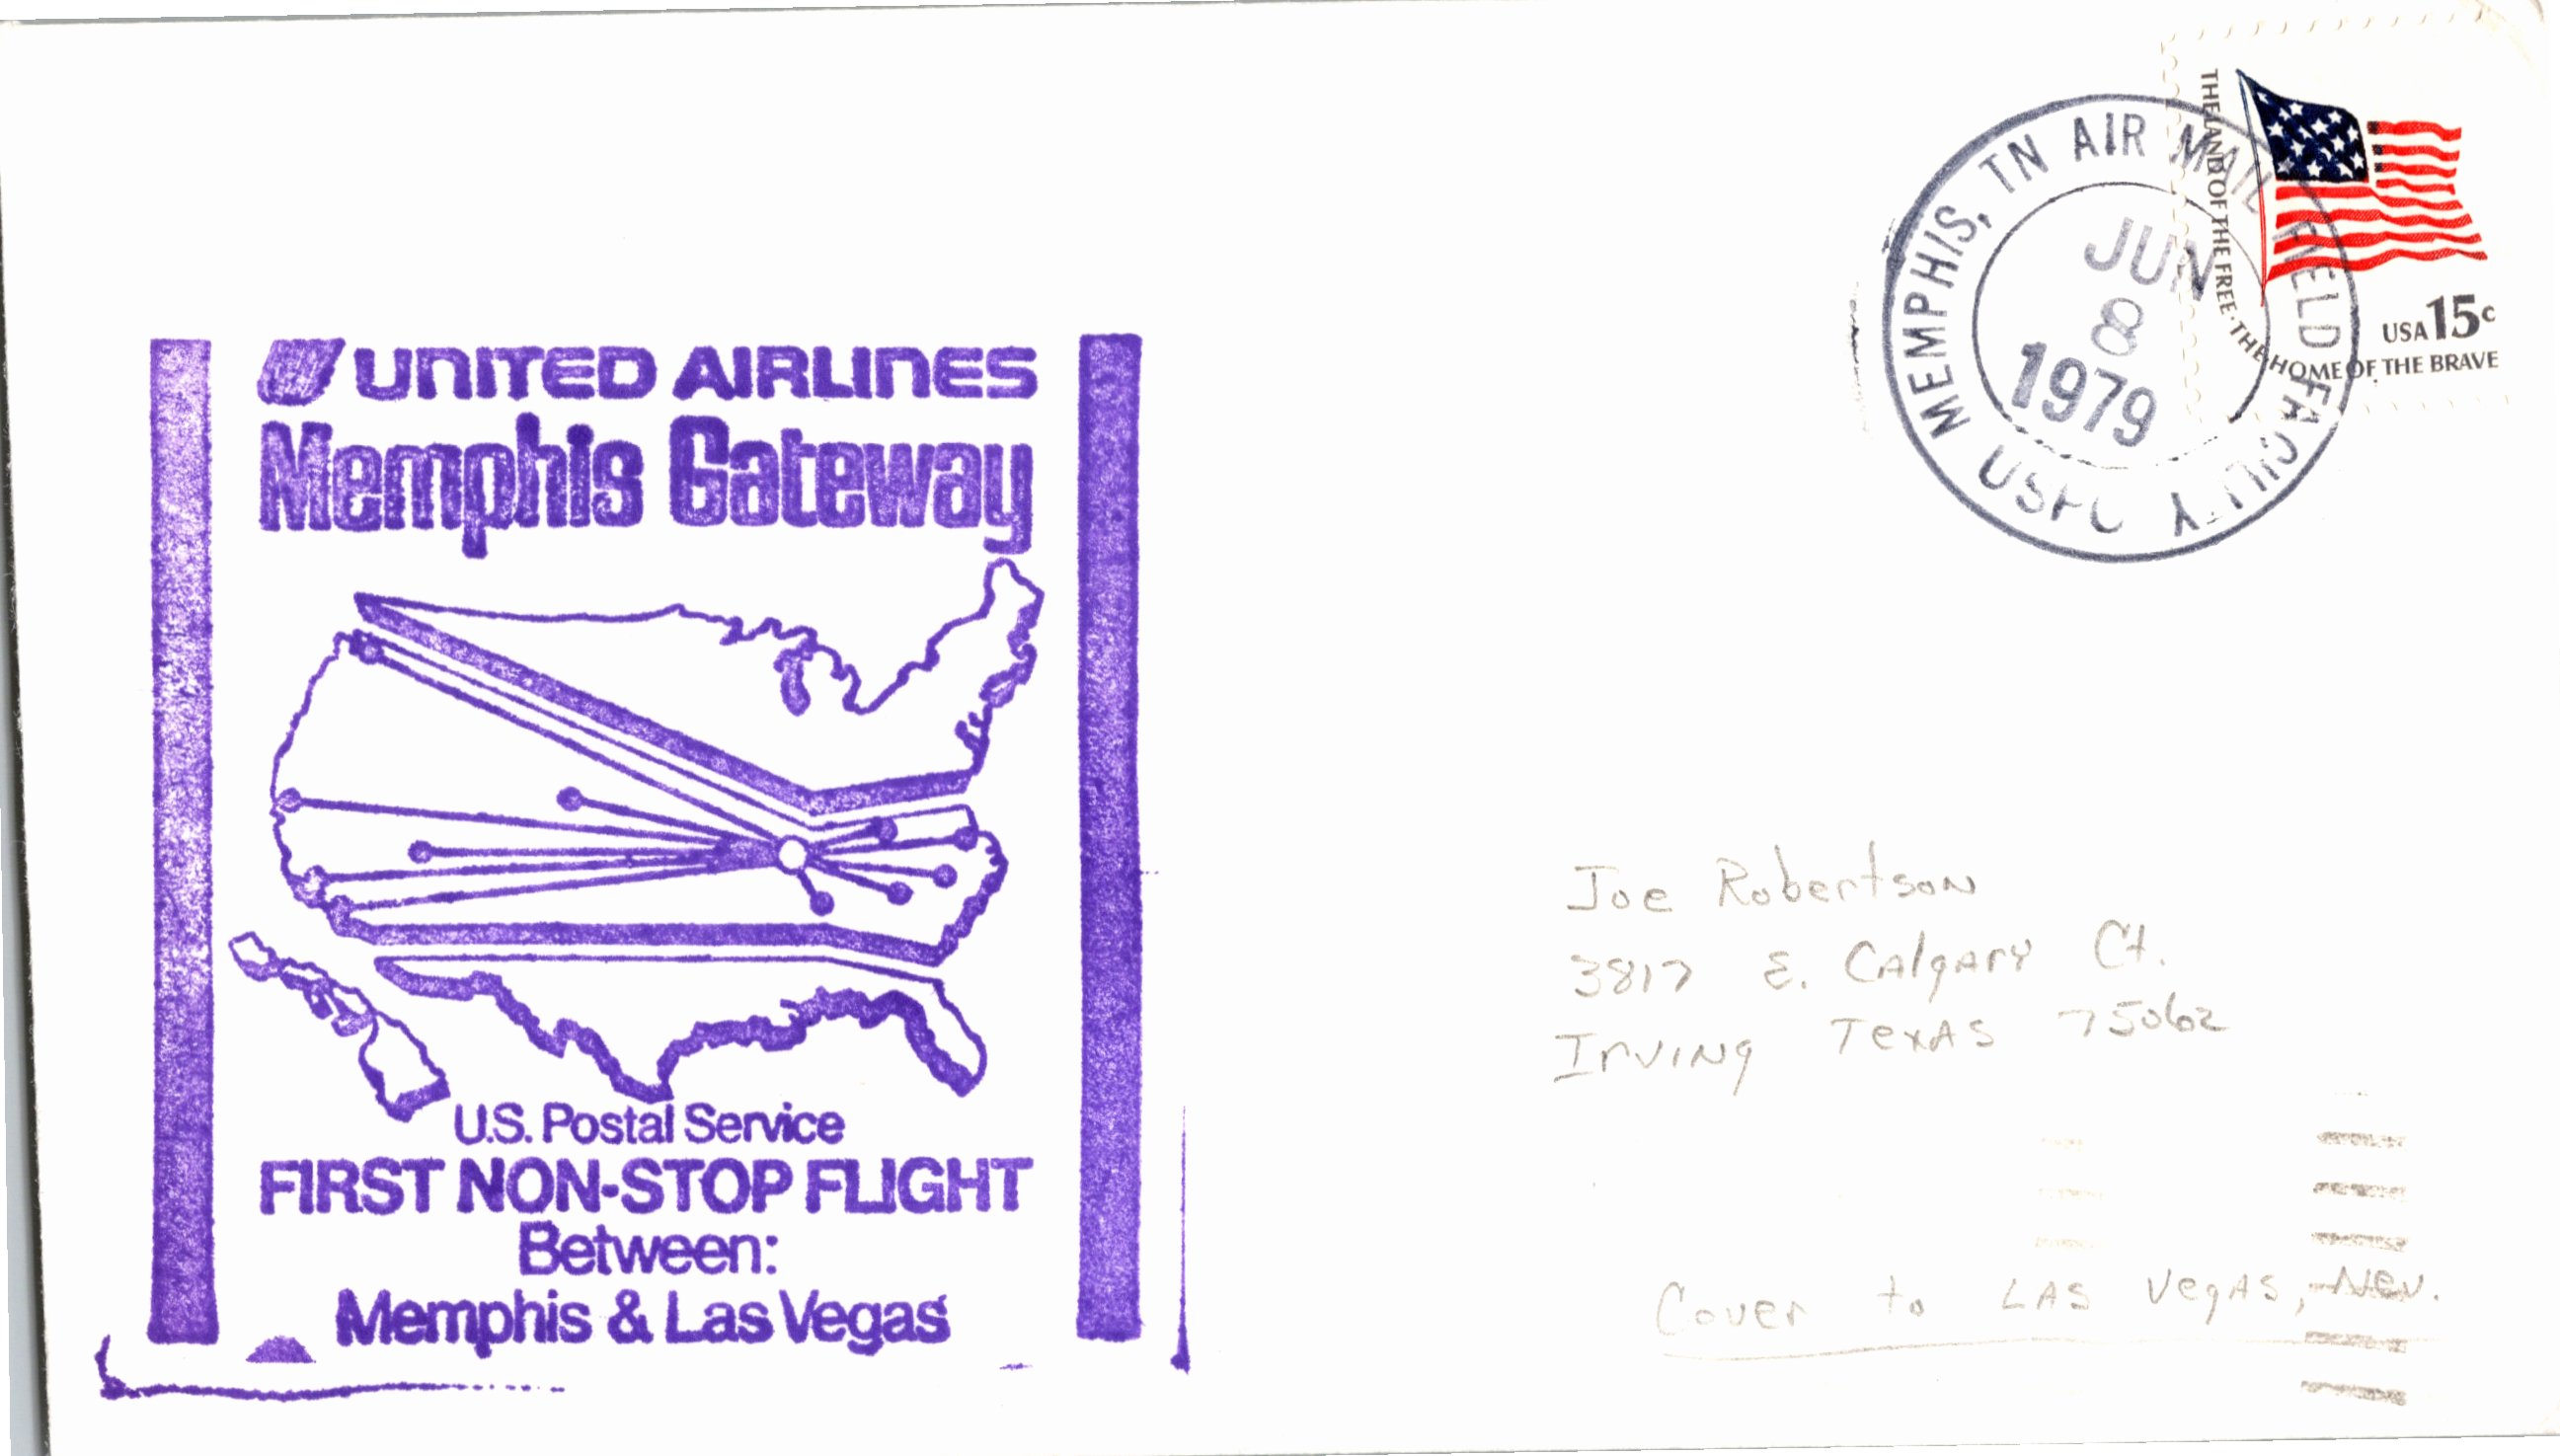 UNITED AIRLINES
Memphis Gateway
U.S. Postal Service
FIRST NON-STOP FLIGHT
Between:
Memphis & Las Vegas
MEMPHIS, TN AIR MAIL FIELD FACILITY
USPO
JUN
8
1979
THE LAND OF THE FREE · THE HOME OF THE BRAVE
USA 15c
Joe Robertson
3817 E. Calgary Ct.
Irving Texas 75062
Cover to Las Vegas, Nev.